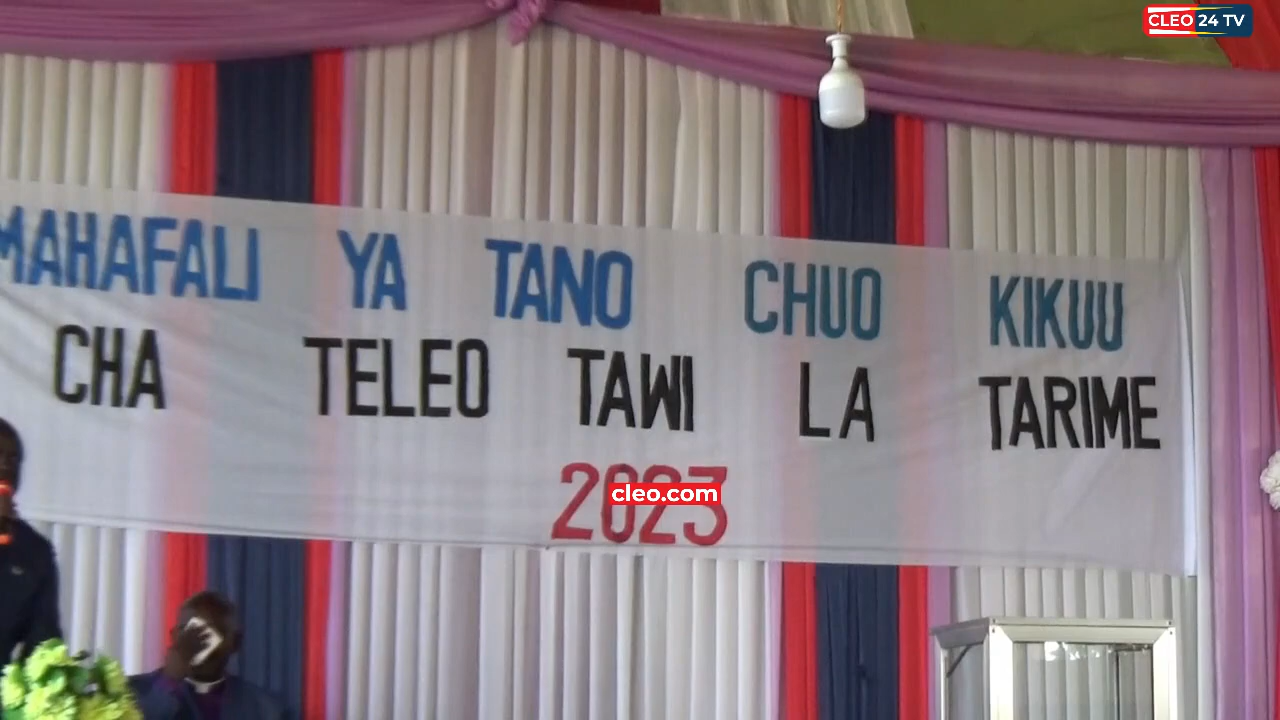 CLEO 24 TV
MAHAFALI YA TANO CHUO KIKUU
CHA TELEO TAWI LA TARIME
2023
cleo.com